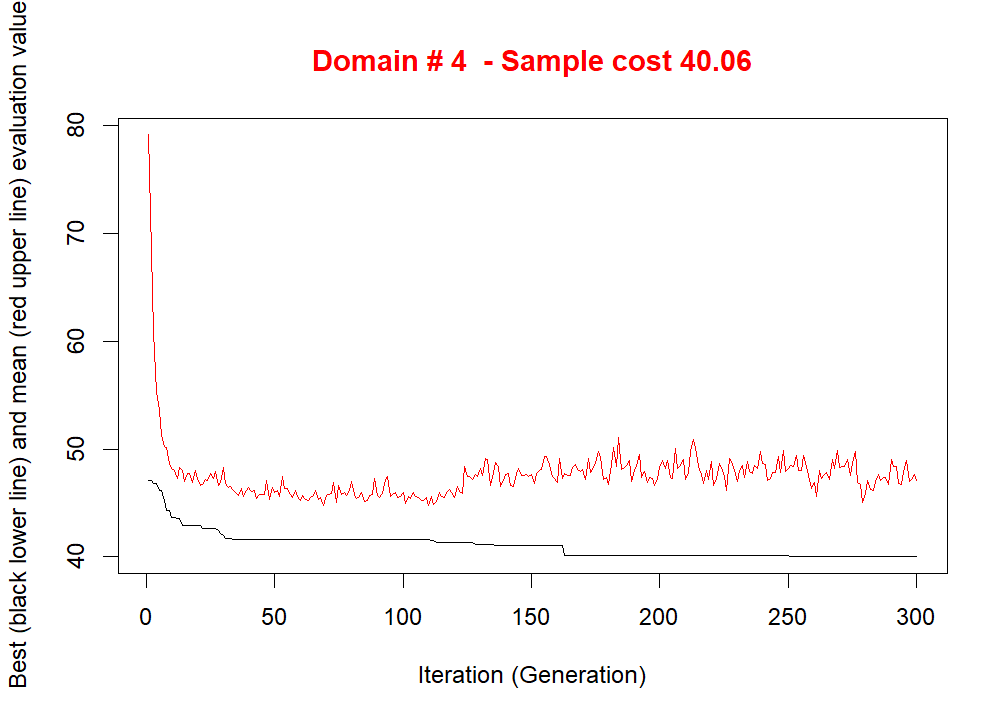 Domain # 4  - Sample cost 40.06
Best (black lower line) and mean (red upper line) evaluation value
80
70
60
50
40
0 50 100 150 200 250 300
Iteration (Generation)